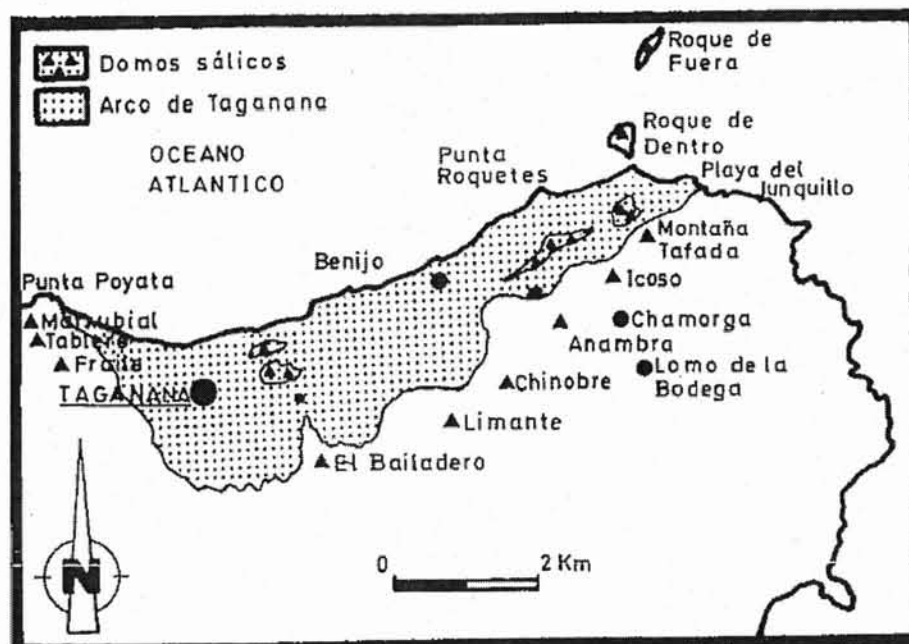 Domos sálicos
Arco de Taganana
Roque de
Fuera
OCEANO
ATLANTICO
Punta
Roquetes
Roque de
Dentro
Playa del
Junquillo
Montaña
Tafada
Benijo
Icoso
Punta Poyata
Chamorga
Anambra
Lomo de la
Bodega
Fraile
TAGANANA
Chinobre
Limante
El Bailadero
N
0 2 Km